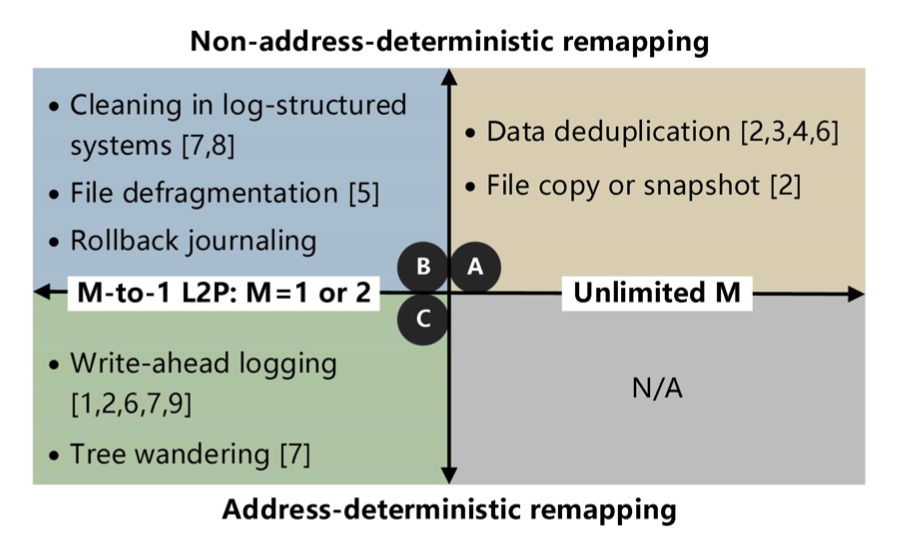 Non-address-deterministic remapping
• Cleaning in log-structured
systems [7,8]
• File defragmentation [5]
• Rollback journaling
• Data deduplication [2,3,4,6]
• File copy or snapshot [2]
B
A
M-to-1 L2P: M=1 or 2
Unlimited M
C
• Write-ahead logging
[1,2,6,7,9]
• Tree wandering [7]
N/A
Address-deterministic remapping